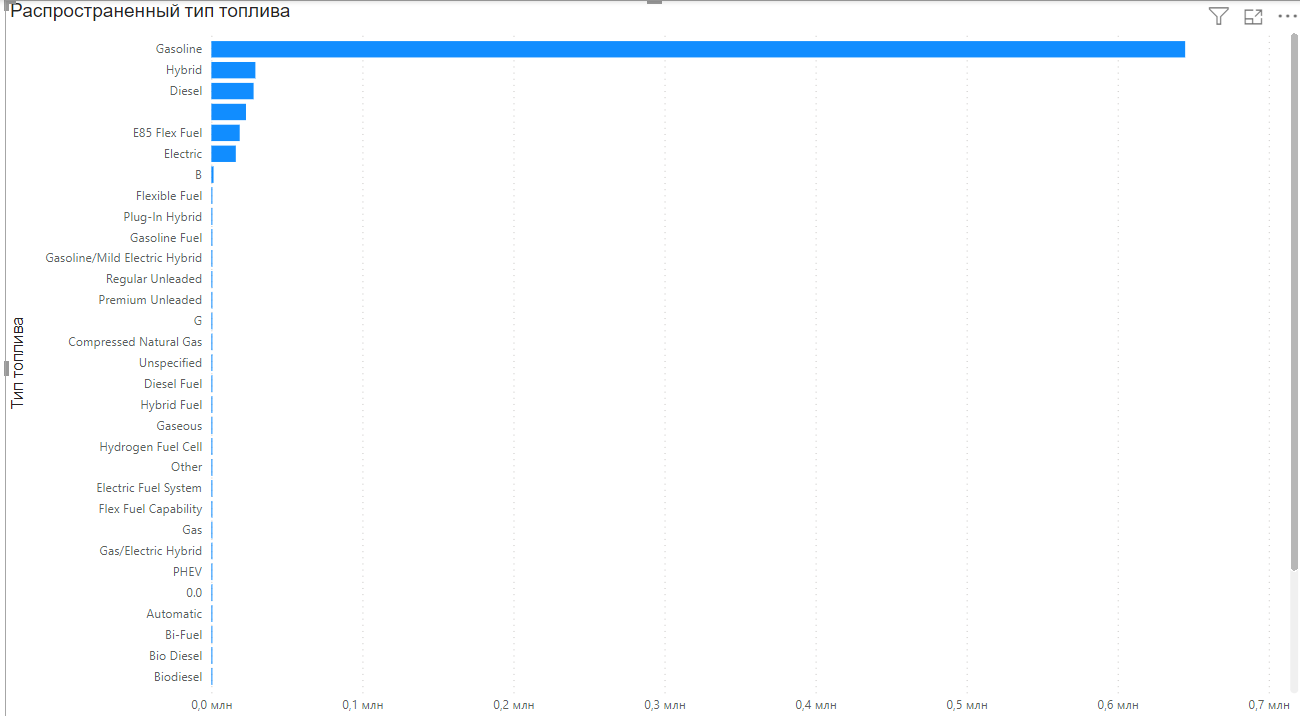 Распространенный тип топлива
Тип топлива
Gasoline
Hybrid
Diesel
E85 Flex Fuel
Electric
B
Flexible Fuel
Plug-In Hybrid
Gasoline Fuel
Gasoline/Mild Electric Hybrid
Regular Unleaded
Premium Unleaded
G
Compressed Natural Gas
Unspecified
Diesel Fuel
Hybrid Fuel
Gaseous
Hydrogen Fuel Cell
Other
Electric Fuel System
Flex Fuel Capability
Gas
Gas/Electric Hybrid
PHEV
0.0
Automatic
Bi-Fuel
Bio Diesel
Biodiesel
0,0 млн 0,1 млн 0,2 млн 0,3 млн 0,4 млн 0,5 млн 0,6 млн 0,7 млн